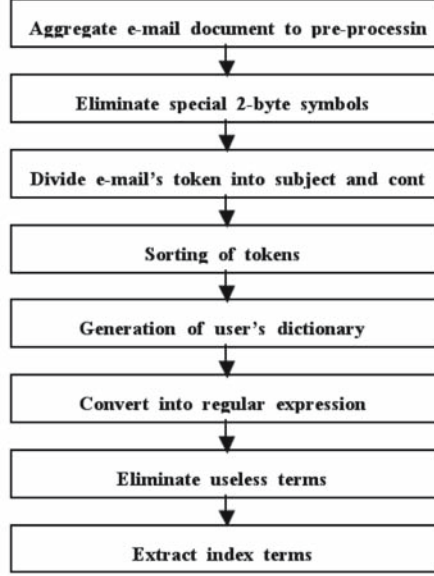 Aggregate e-mail document to pre-processin
Eliminate special 2-byte symbols
Divide e-mail's token into subject and cont
Sorting of tokens
Generation of user's dictionary
Convert into regular expression
Eliminate useless terms
Extract index terms